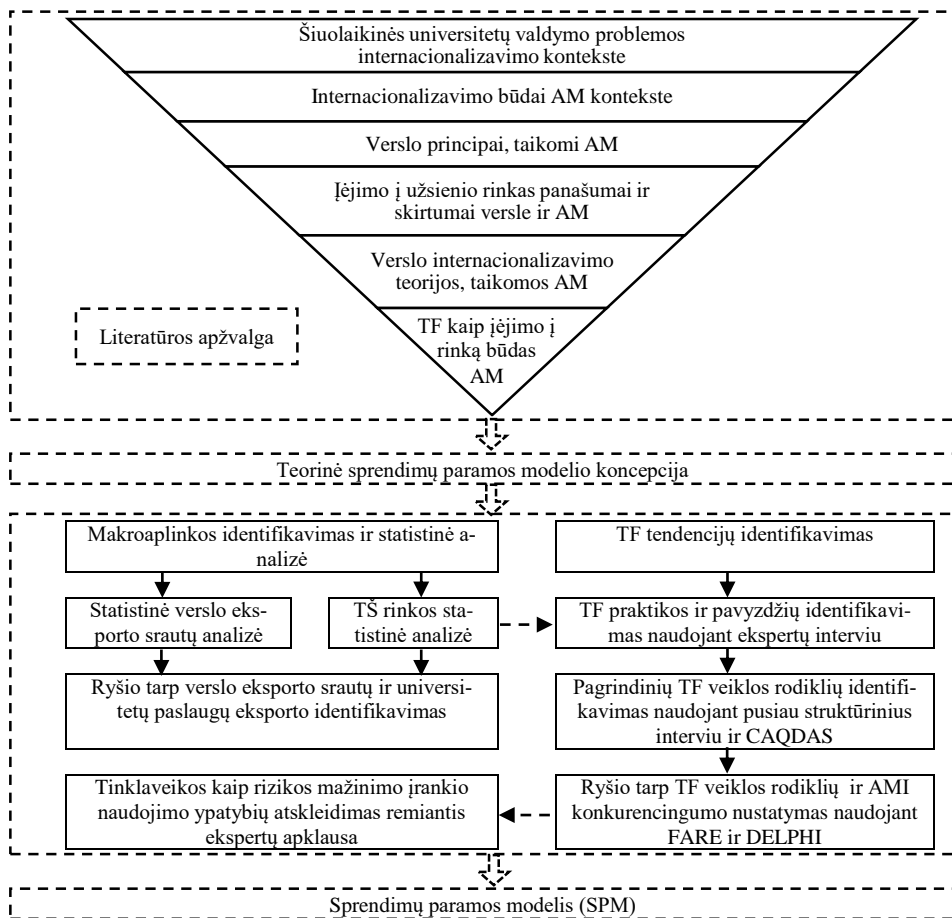 Šiuolaikinės universitetų valdymo problemos
internacionalizavimo kontekste
Internacionalizavimo būdai AM kontekste
Verslo principai, taikomi AM
Įėjimo į užsienio rinkas panašumai ir
skirtumai versle ir AM
Verslo internacionalizavimo
teorijos, taikomos AM
Literatūros apžvalga
TF kaip įėjimo į
rinką būdas
AM
Teorinė sprendimų paramos modelio koncepcija
Makroaplinkos identifikavimas ir statistinė a-
nalizė
TF tendencijų identifikavimas
Statistinė verslo eks-
porto srautų analizė
TŠ rinkos sta-
tistinė analizė
TF praktikos ir pavyzdžių identifikavi-
mas naudojant ekspertų interviu
Ryšio tarp verslo eksporto srautų ir universi-
tetų paslaugų eksporto identifikavimas
Pagrindinių TF veiklos rodiklių identifi-
kavimas naudojant pusiau struktūrinius
interviu ir CAQDAS
Tinklaveikos kaip rizikos mažinimo įrankio
naudojimo ypatybių atskleidimas remiantis
ekspertų apklausa
Ryšio tarp TF veiklos rodiklių ir AMI
konkurencingumo nustatymas naudojant
FARE ir DELPHI
Sprendimų paramos modelis (SPM)